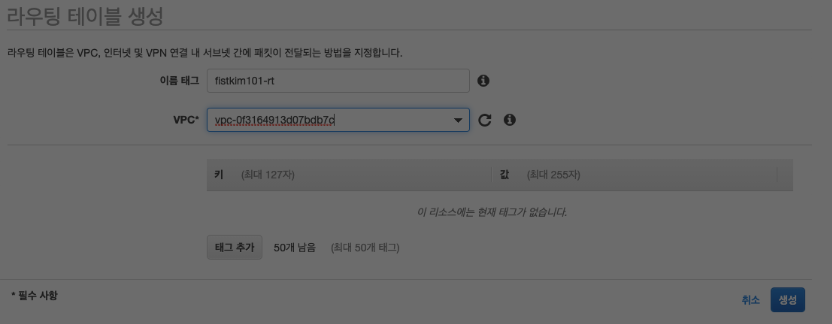 라우팅 테이블 생성
라우팅 테이블은 VPC, 인터넷 및 VPN 연결 내 서브넷 간에 패킷이 전달되는 방법을 지정합니다.
이름 태그 fistkim101-rt
VPC* vpc-0f3164913d07bdb7c
키 (최대 127자) 값 (최대 255자)
이 리소스에는 현재 태그가 없습니다.
태그 추가 50개 남음 (최대 50개 태그)
* 필수 사항
취소 생성